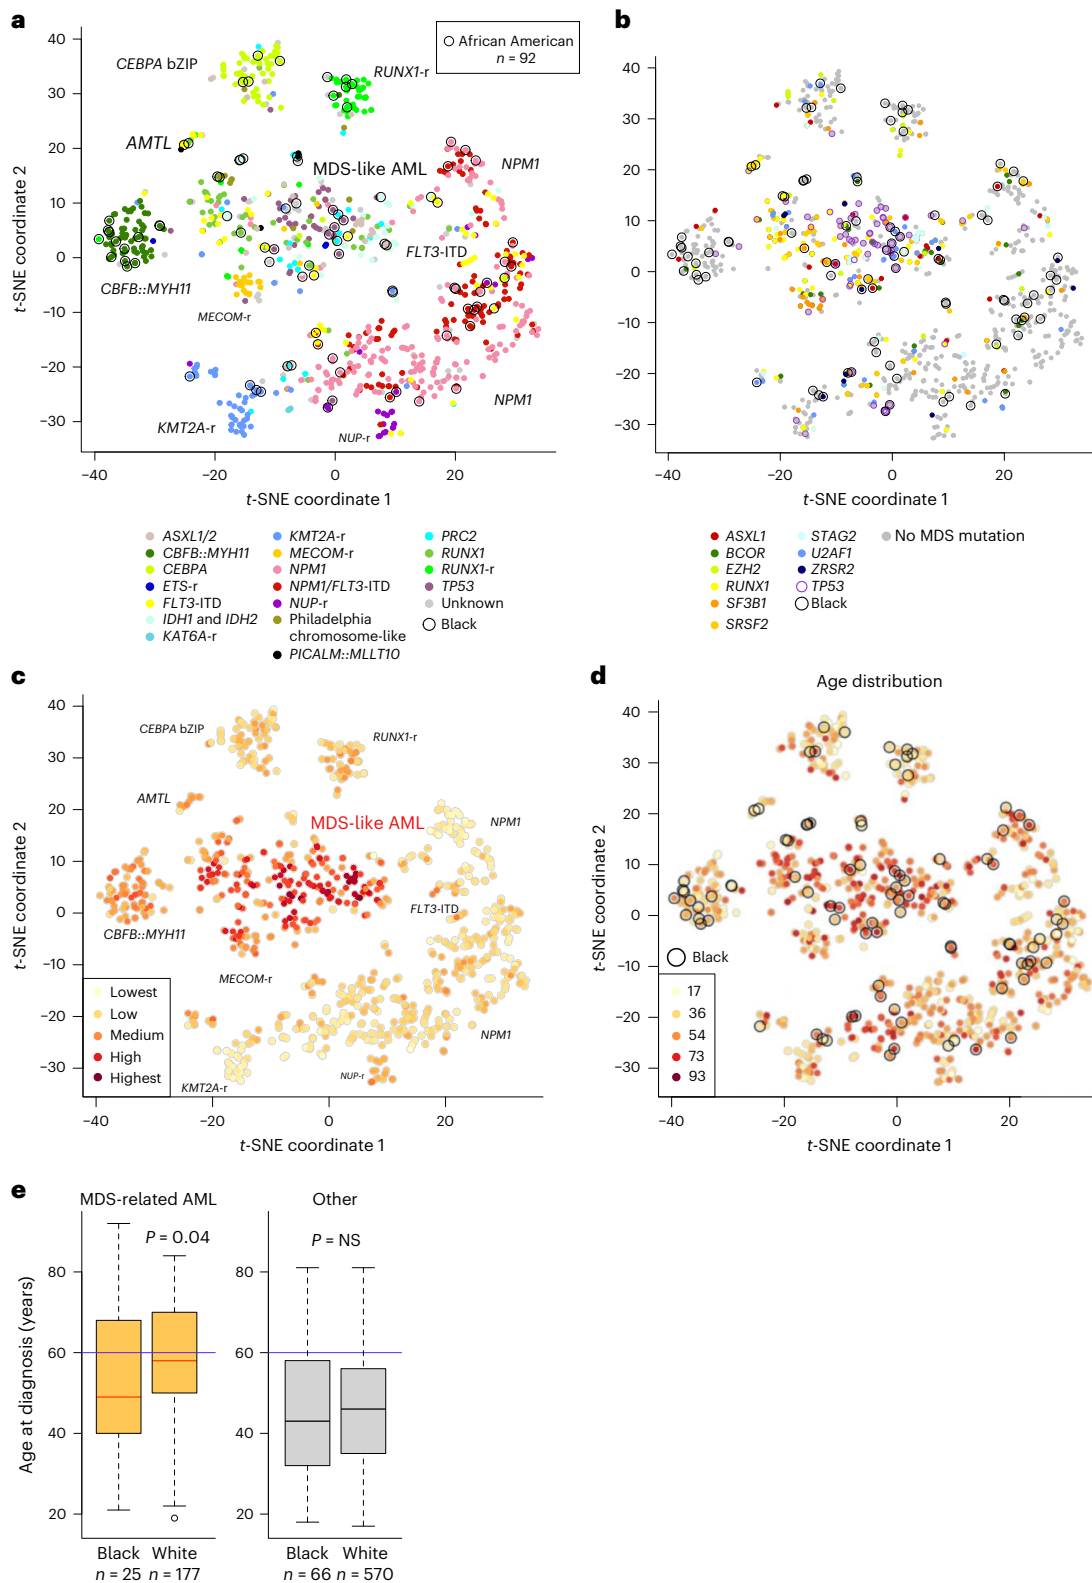 a
African American
n = 92
CEBPA bZIP
RUNX1-r
AMTL
MDS-like AML
NPM1
FLT3-ITD
CBFB::MYH11
MECOM-r
KMT2A-r
NUP-r
NPM1
40
30
20
10
0
−10
−20
−30
t-SNE coordinate 2
−40
−20
0
20
t-SNE coordinate 1
ASXL1/2
CBFB::MYH11
CEBPA
ETS-r
FLT3-ITD
IDH1 and IDH2
KAT6A-r
KMT2A-r
MECOM-r
NPM1
NPM1/FLT3-ITD
NUP-r
Philadelphia
chromosome-like
PICALM::MLLT10
PRC2
RUNX1
RUNX1-r
TP53
Unknown
Black
b
40
30
20
10
0
−10
−20
−30
t-SNE coordinate 2
−40
−20
0
20
t-SNE coordinate 1
ASXL1
BCOR
EZH2
RUNX1
SF3B1
SRSF2
STAG2
U2AF1
ZRSR2
TP53
Black
No MDS mutation
c
CEBPA bZIP
RUNX1-r
AMTL
MDS-like AML
NPM1
FLT3-ITD
CBFB::MYH11
MECOM-r
NPM1
KMT2A-r
NUP-r
Lowest
Low
Medium
High
Highest
40
30
20
10
0
−10
−20
−30
t-SNE coordinate 2
−40
−20
0
20
t-SNE coordinate 1
d
Age distribution
40
30
20
10
0
−10
−20
−30
t-SNE coordinate 2
Black
17
36
54
73
93
−40
−20
0
20
t-SNE coordinate 1
e
MDS-related AML
P = 0.04
80
60
40
20
Age at diagnosis (years)
Black
n = 25
White
n = 177
Other
P = NS
80
60
40
20
Black
n = 66
White
n = 570